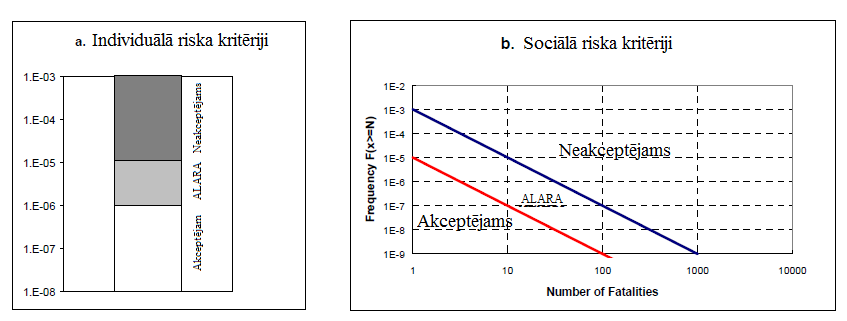 a. Individuālā riska kritēriji
1.E-03
1.E-04
1.E-05
1.E-06
1.E-07
1.E-08
Neakceptējams
ALARA
Akceptējam
b. Sociālā riska kritēriji
Frequency F(x>=N)
1E-2
1E-3
1E-4
1E-5
1E-6
1E-7
1E-8
1E-9
Neakceptējams
ALARA
Akceptējams
1 10 100 1000 10000
Number of Fatalities